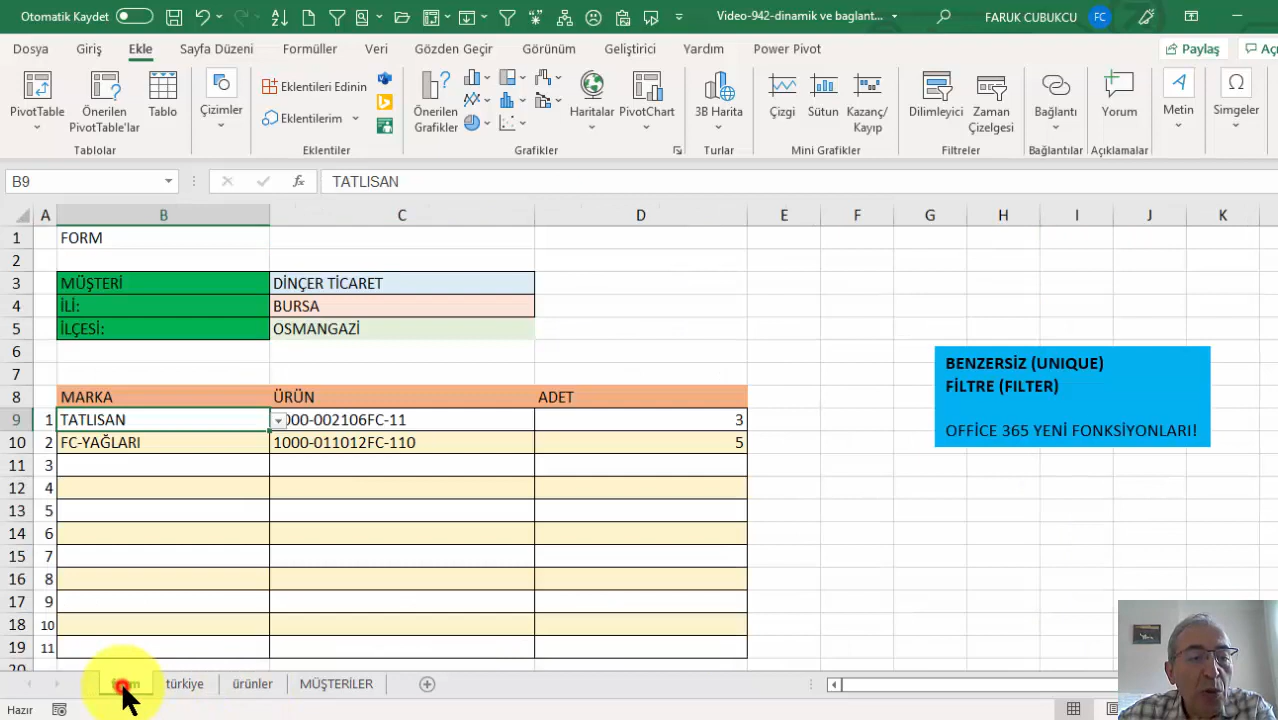 Otomatik Kaydet
Video-942-dinamik ve baglant...
FARUK CUBUKCU
FC
Dosya Giriş Ekle Sayfa Düzeni Formüller Veri Gözden Geçir Görünüm Geliştirici Yardım Power Pivot
Paylaş
PivotTable
Önerilen PivotTable'lar
Tablo
Çizimler
Eklentileri Edinin
Eklentilerim
Önerilen Grafikler
Haritalar
PivotChart
3B Harita
Çizgi
Sütun
Kazanç/ Kayıp
Dilimleyici
Zaman Çizelgesi
Bağlantı
Yorum
Metin
Simgeler
Tablolar Eklentiler Grafikler Turlar Mini Grafikler Filtreler Bağlantılar Açıklamalar
B9 fx TATLISAN
A B C D E F G H I J K
1 FORM
2
3 MÜŞTERİ DİNÇER TİCARET
4 İLİ: BURSA
5 İLÇESİ: OSMANGAZİ
6
7
BENZERSİZ (UNIQUE)
FİLTRE (FILTER)
OFFİCE 365 YENİ FONKSİYONLARI!
8 MARKA ÜRÜN ADET
9 1 TATLISAN 000-002106FC-11 3
10 2 FC-YAĞLARI 1000-011012FC-110 5
11 3
12 4
13 5
14 6
15 7
16 8
17 9
18 10
19 11
20
türkiye ürünler MÜŞTERİLER
Hazır